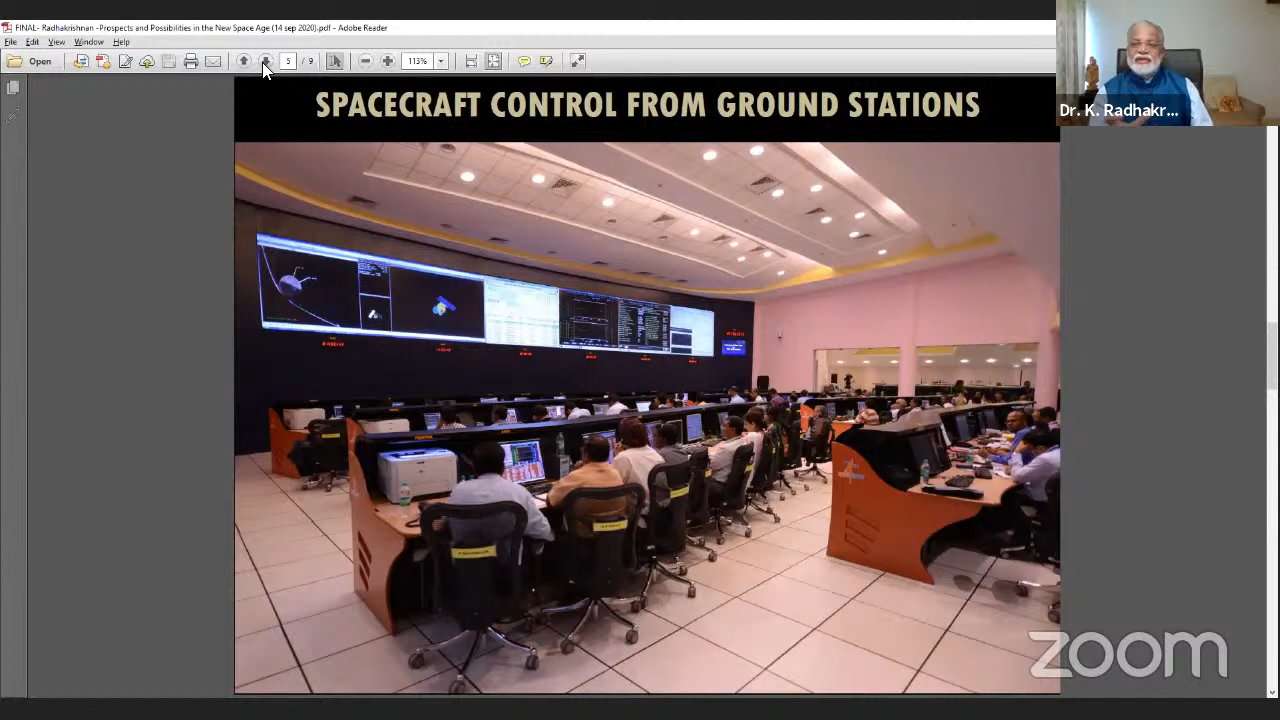 FINAL- Radhakrishnan -Prospects and Possibilities in the New Space Age (14 sep 2020).pdf - Adobe Reader
File Edit View Window Help
Open 5 / 9 113%
Dr. K. Radhakr...
SPACECRAFT CONTROL FROM GROUND STATIONS
zoom